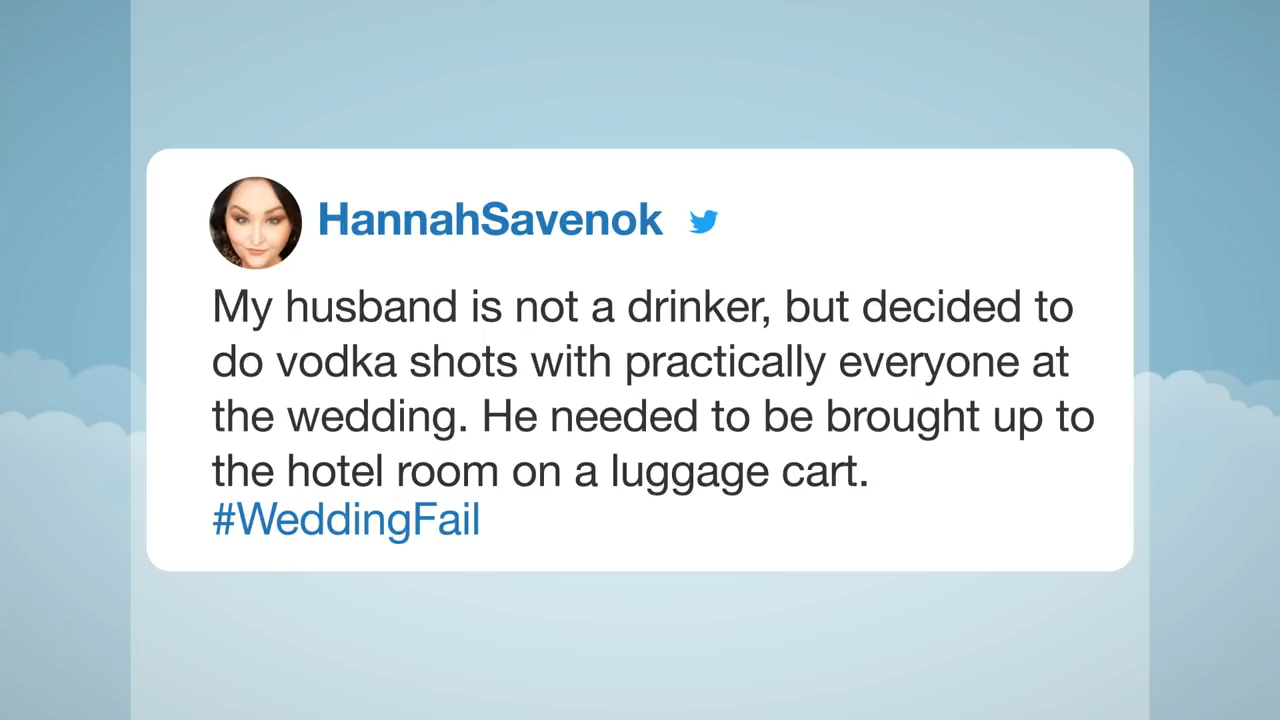 HannahSavenok
My husband is not a drinker, but decided to
do vodka shots with practically everyone at
the wedding. He needed to be brought up to
the hotel room on a luggage cart.
#WeddingFail